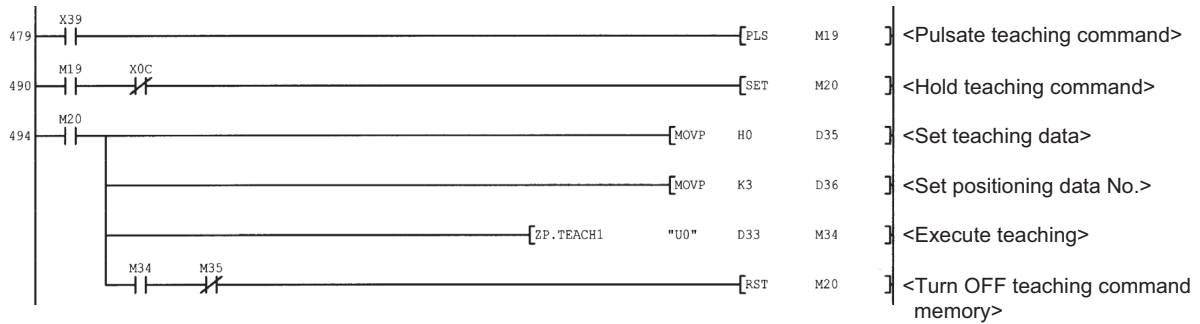 X39
479 [PLS M19 ] <Pulsate teaching command>
M19 X0C
490 [SET M20 ] <Hold teaching command>
M20
494 [MOVP H0 D35 ] <Set teaching data>
[MOVP K3 D36 ] <Set positioning data No.>
[ZP.TEACH1 "U0" D33 M34 ] <Execute teaching>
M34 M35
[RST M20 ] <Turn OFF teaching command
memory>